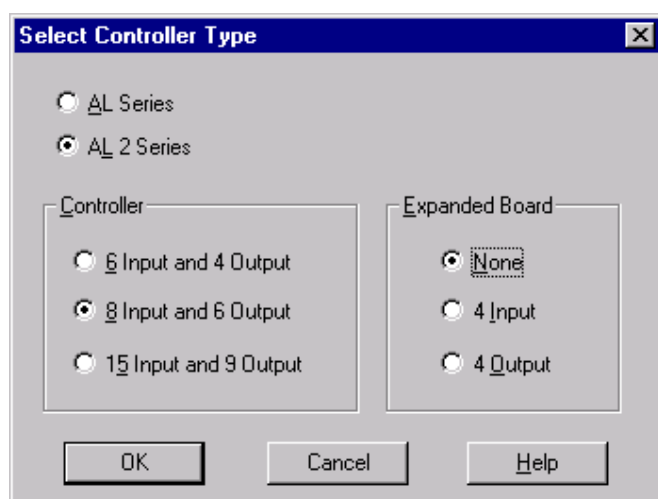 Select Controller Type
AL Series
AL 2 Series
Controller
6 Input and 4 Output
8 Input and 6 Output
15 Input and 9 Output
Expanded Board
None
4 Input
4 Output
OK
Cancel
Help